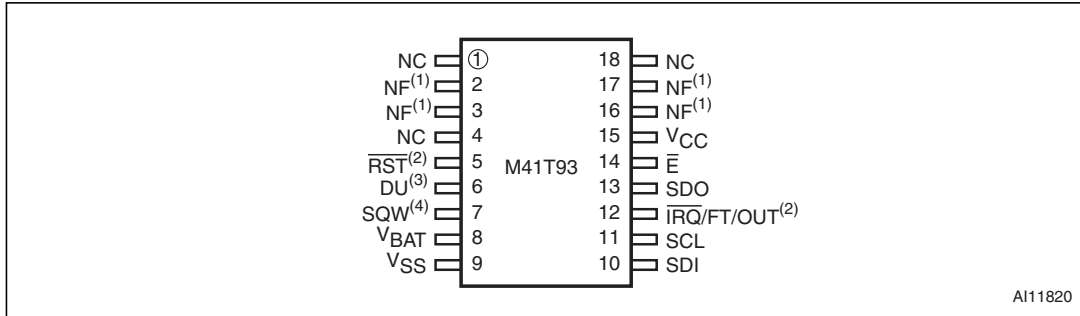 NC 1 18 NC
NF(1) 2 17 NF(1)
NF(1) 3 16 NF(1)
NC 4 15 VCC
R̅S̅T̅(2) 5 M41T93 14 E̅
DU(3) 6 13 SDO
SQW(4) 7 12 I̅R̅Q̅/FT/OUT(2)
VBAT 8 11 SCL
VSS 9 10 SDI
AI11820